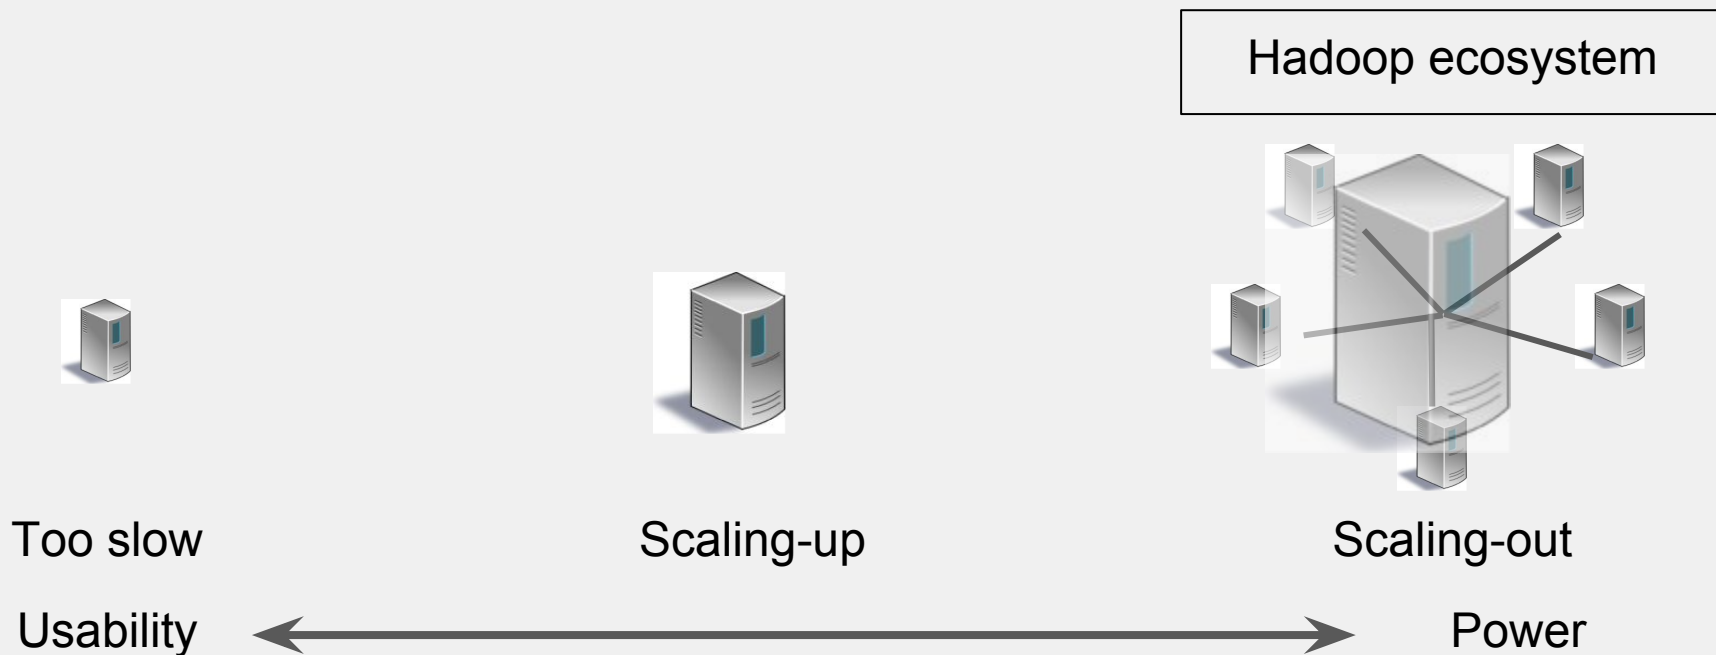 Hadoop ecosystem
Too slow
Scaling-up
Scaling-out
Usability
Power